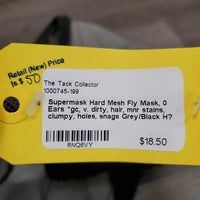 Retail (New) Price
is $ 50
The Tack Collector
1000745-199
Supermask Hard Mesh Fly Mask, 0
Ears *gc, v. dirty, hair, mnr stains,
clumpy, holes, snags Grey/Black H?
RNQ6VY
$18.50